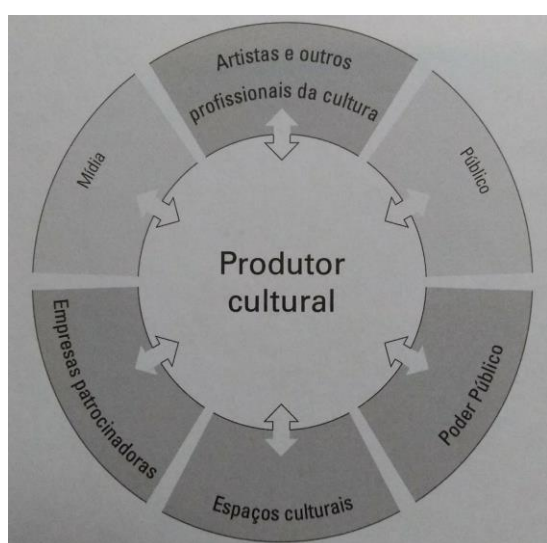 Artistas e outros
profissionais da cultura
Mídia
Público
Produtor
cultural
Empresas patrocinadoras
Poder Público
Espaços culturais